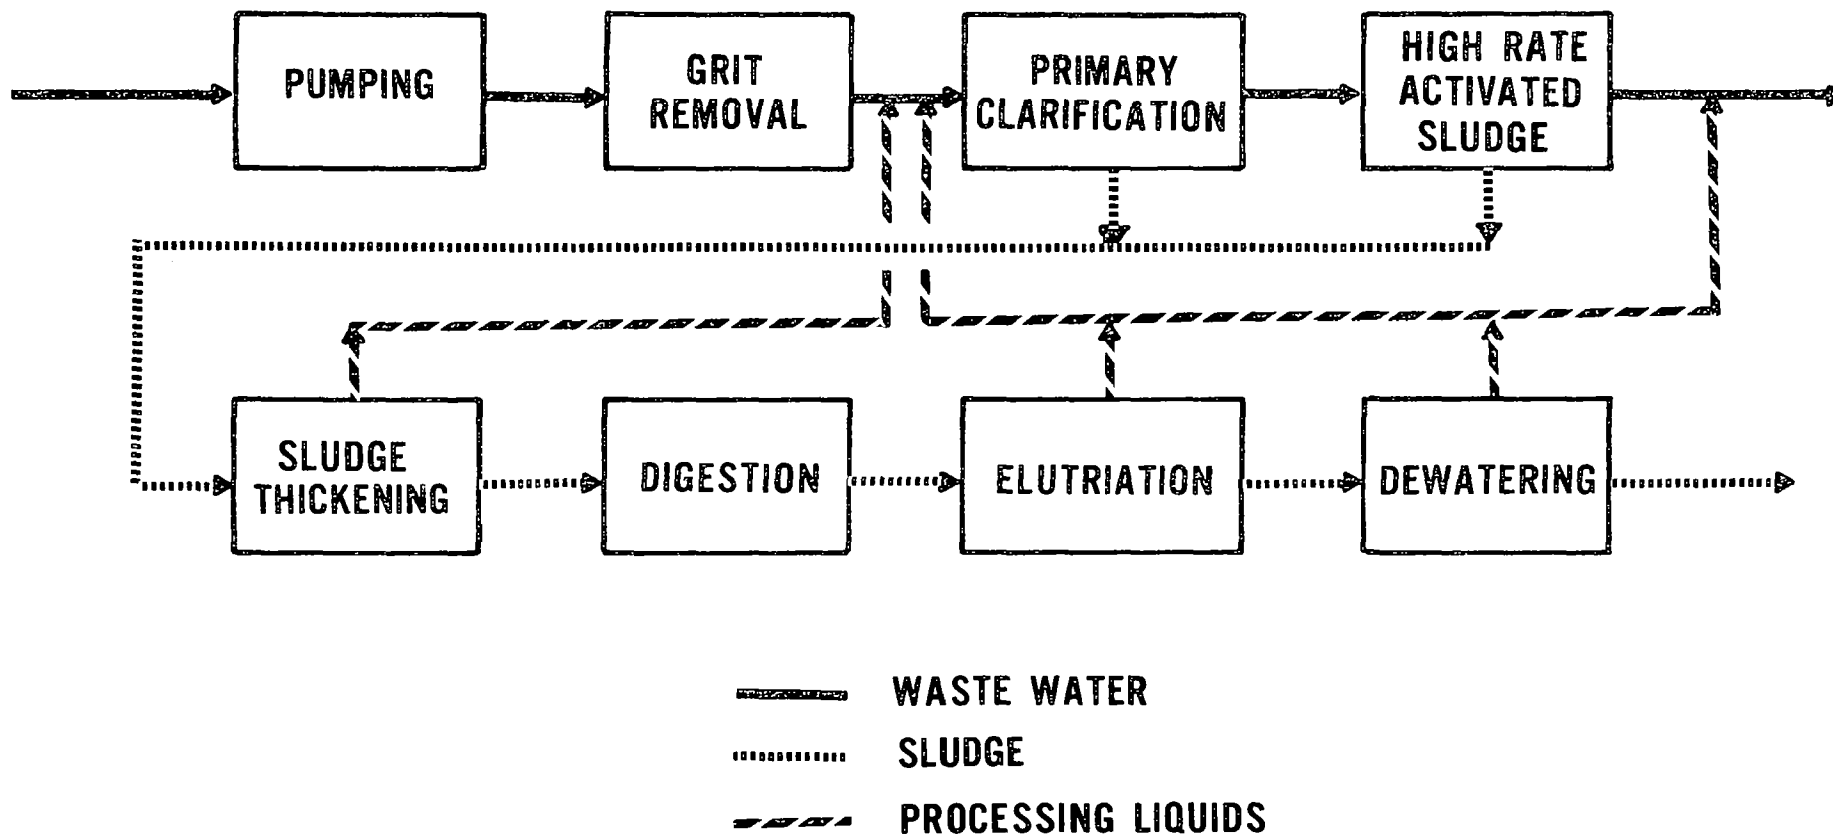 PUMPING
GRIT
REMOVAL
PRIMARY
CLARIFICATION
HIGH RATE
ACTIVATED
SLUDGE
SLUDGE
THICKENING
DIGESTION
ELUTRIATION
DEWATERING
WASTE WATER
SLUDGE
PROCESSING LIQUIDS